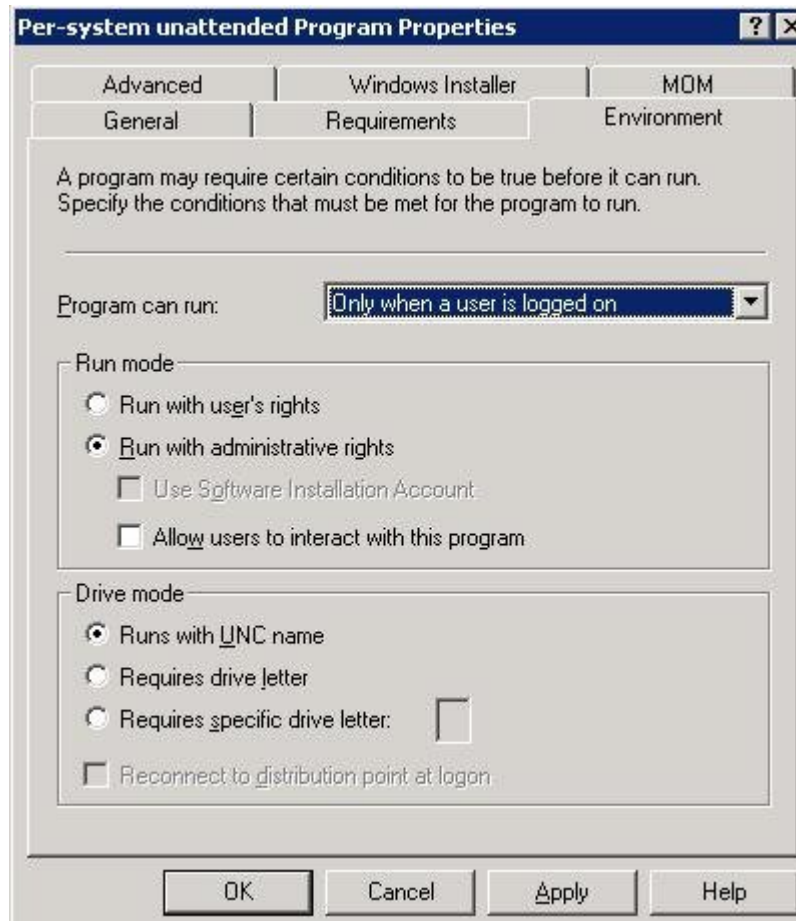 Per-system unattended Program Properties
Advanced
Windows Installer
MOM
General
Requirements
Environment
A program may require certain conditions to be true before it can run.
Specify the conditions that must be met for the program to run.
Program can run:
Only when a user is logged on
Run mode
Run with user's rights
Run with administrative rights
Use Software Installation Account
Allow users to interact with this program
Drive mode
Runs with UNC name
Requires drive letter
Requires specific drive letter:
Reconnect to distribution point at logon
OK
Cancel
Apply
Help